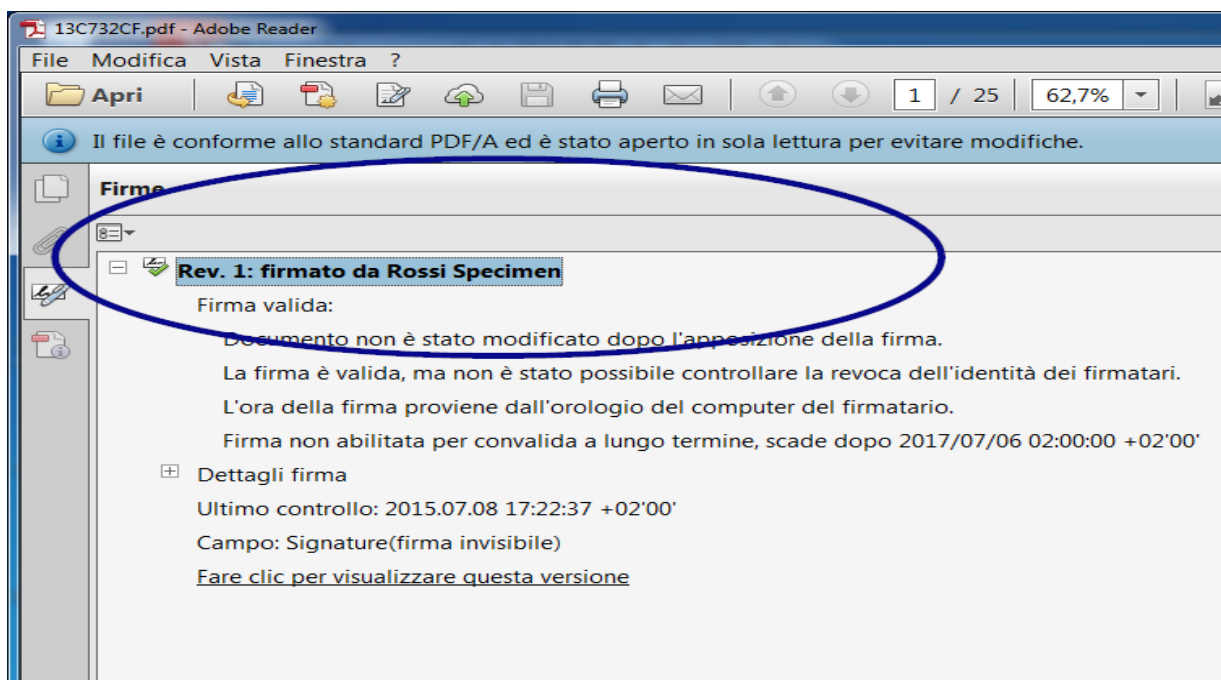 13C732CF.pdf - Adobe Reader
File Modifica Vista Finestra ?
Apri 1 / 25 62,7%
Il file è conforme allo standard PDF/A ed è stato aperto in sola lettura per evitare modifiche.
Firme
Rev. 1: firmato da Rossi Specimen
Firma valida:
Documento non è stato modificato dopo l'apposizione della firma.
La firma è valida, ma non è stato possibile controllare la revoca dell'identità dei firmatari.
L'ora della firma proviene dall'orologio del computer del firmatario.
Firma non abilitata per convalida a lungo termine, scade dopo 2017/07/06 02:00:00 +02'00'
Dettagli firma
Ultimo controllo: 2015.07.08 17:22:37 +02'00'
Campo: Signature(firma invisibile)
Fare clic per visualizzare questa versione